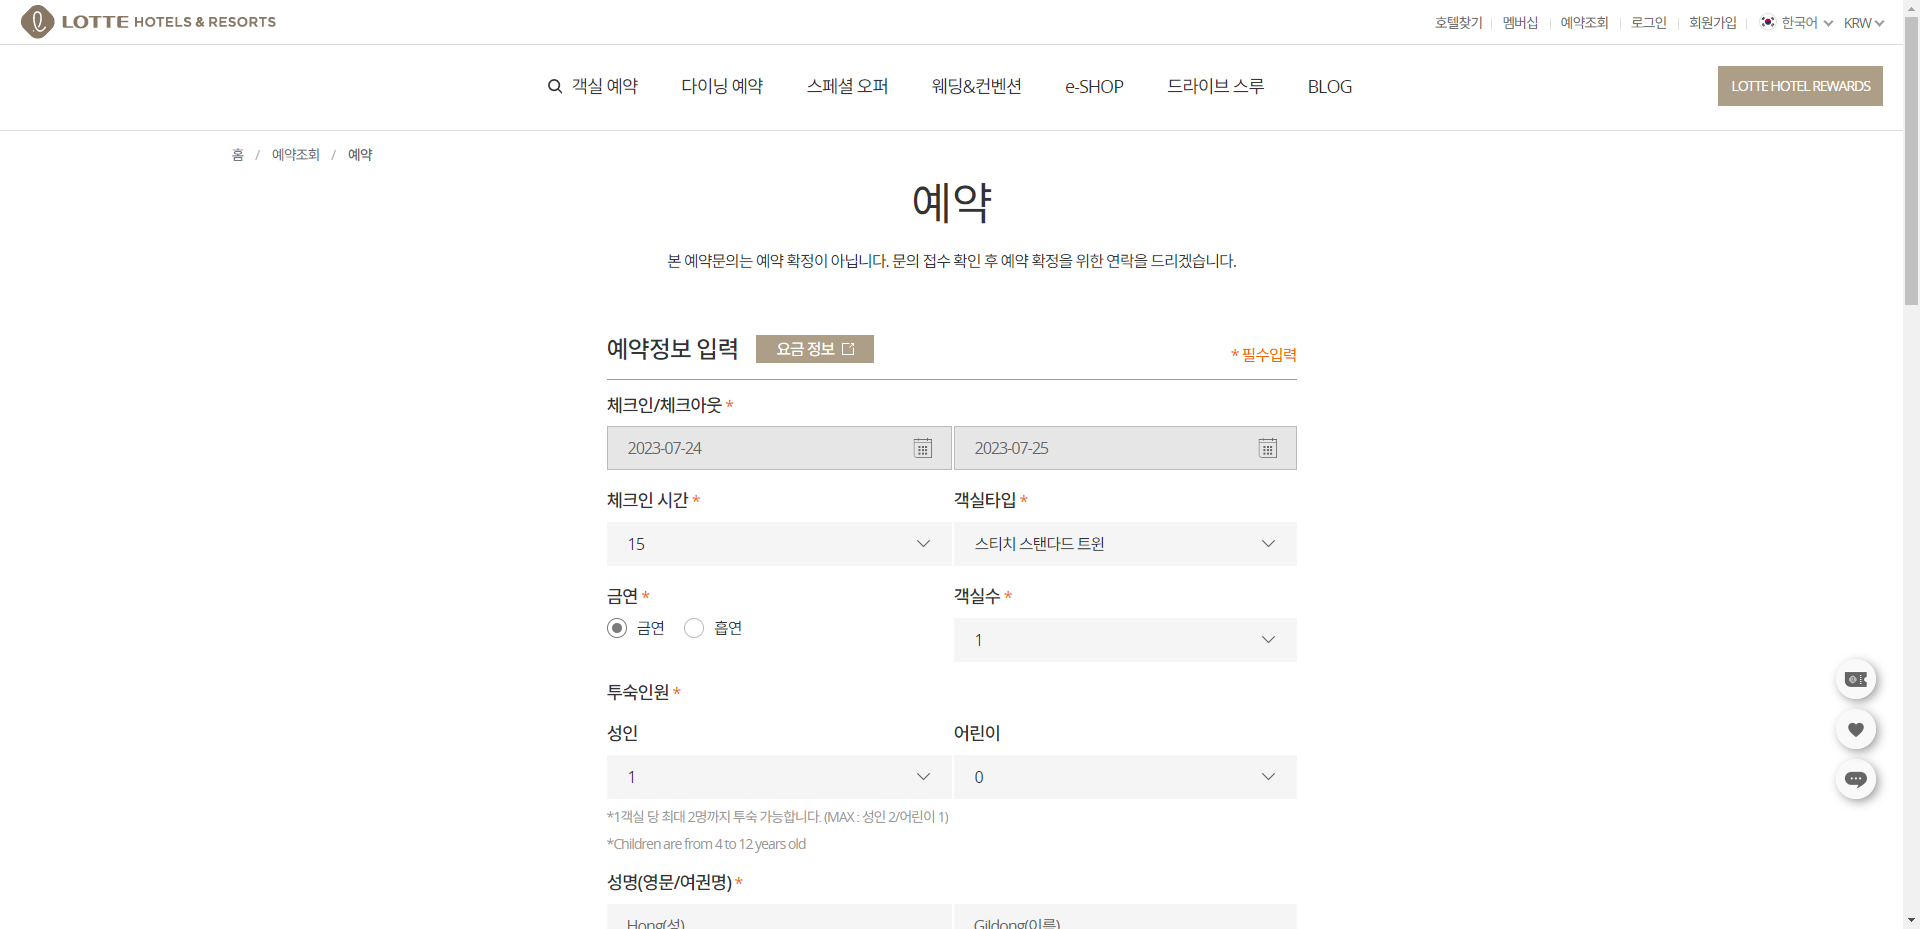 LOTTE HOTELS & RESORTS
호텔찾기 멤버십 예약조회 로그인 회원가입 한국어 KRW
객실 예약 다이닝 예약 스페셜 오퍼 웨딩&컨벤션 e-SHOP 드라이브 스루 BLOG LOTTE HOTEL REWARDS
홈 / 예약조회 / 예약
예약
본 예약문의는 예약 확정이 아닙니다. 문의 접수 확인 후 예약 확정을 위한 연락을 드리겠습니다.
예약정보 입력 요금 정보 * 필수입력
체크인/체크아웃 *
2023-07-24 2023-07-25
체크인 시간 * 객실타입 *
15 스티치 스탠다드 트윈
금연 * 객실수 *
금연 흡연
1
투숙인원 *
성인 어린이
1 0
*1객실 당 최대 2명까지 투숙 가능합니다. (MAX : 성인 2/어린이 1)
*Children are from 4 to 12 years old
성명(영문/여권명) *
Hong(성) Gildong(이름)